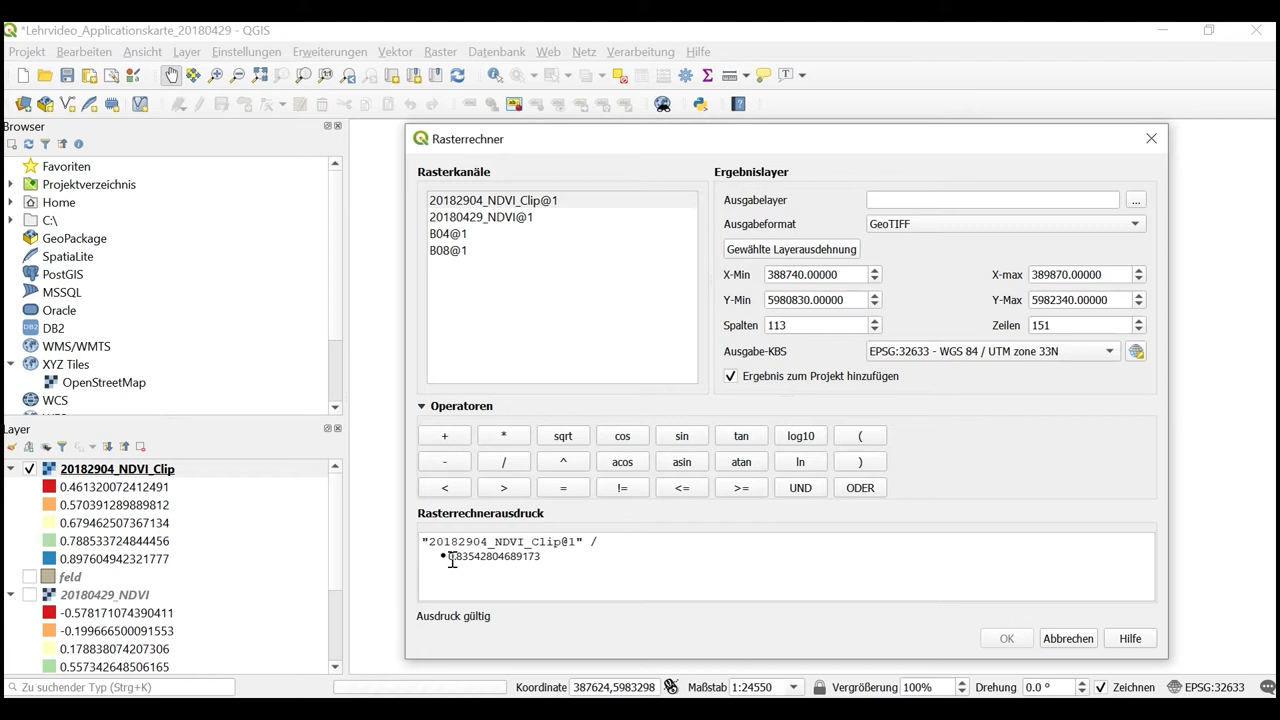 *Lehrvideo_Applicationskarte_20180429 - QGIS
Projekt Bearbeiten Ansicht Layer Einstellungen Erweiterungen Vektor Raster Datenbank Web Netz Verarbeitung Hilfe
Browser
Favoriten
Projektverzeichnis
Home
C:\
GeoPackage
SpatiaLite
PostGIS
MSSQL
Oracle
DB2
WMS/WMTS
XYZ Tiles
OpenStreetMap
WCS
Layer
20182904_NDVI_Clip
0.461320072412491
0.570391289889812
0.679462507367134
0.788533724844456
0.897604942321777
feld
20180429_NDVI
-0.578171074390411
-0.199666500091553
0.178838074207306
0.557342648506165
Rasterrechner
Rasterkanäle
20182904_NDVI_Clip@1
20180429_NDVI@1
B04@1
B08@1
Ergebnislayer
Ausgabelayer ...
Ausgabeformat GeoTIFF
Gewählte Layerausdehnung
X-Min 388740.00000 X-max 389870.00000
Y-Min 5980830.00000 Y-Max 5982340.00000
Spalten 113 Zeilen 151
Ausgabe-KBS EPSG:32633 - WGS 84 / UTM zone 33N
Ergebnis zum Projekt hinzufügen
Operatoren
+ * sqrt cos sin tan log10 (
- / ^ acos asin atan ln )
< > = != <= >= UND ODER
Rasterrechnerausdruck
"20182904_NDVI_Clip@1" /
• 0.83542804689173
Ausdruck gültig
OK Abbrechen Hilfe
Zu suchender Typ (Strg+K) Koordinate 387624,5983298 Maßstab 1:24550 Vergrößerung 100% Drehung 0.0 ° Zeichnen EPSG:32633